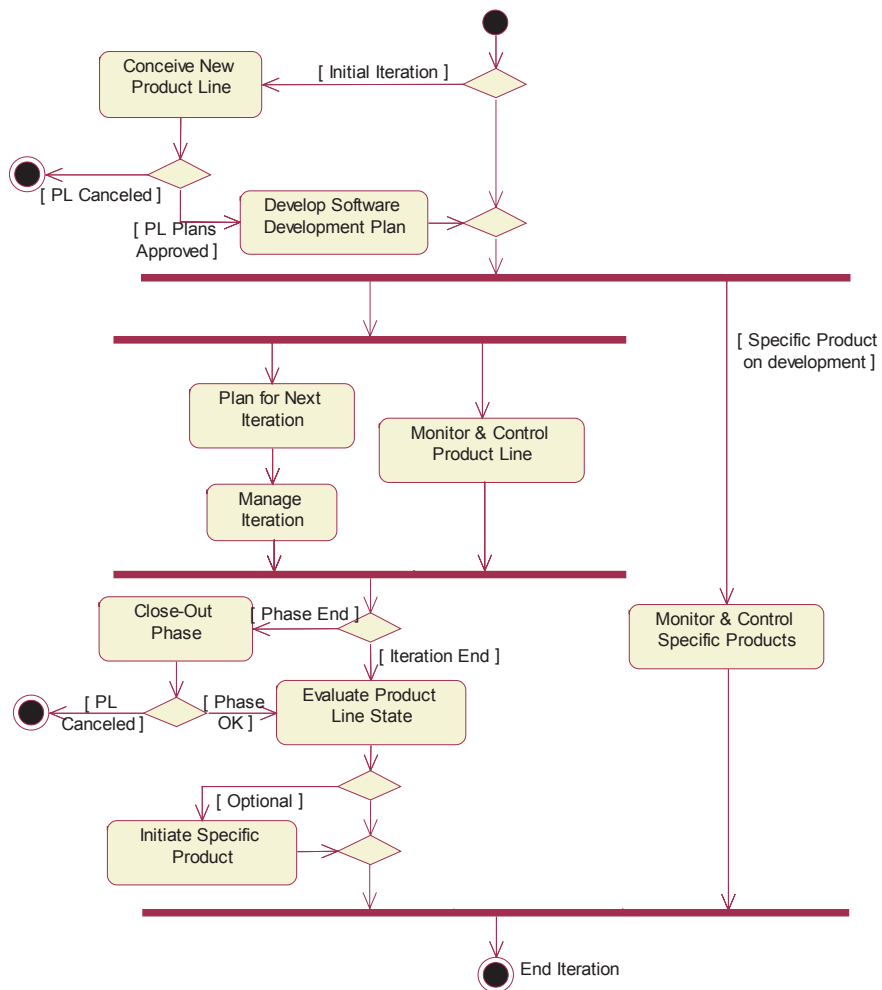 Conceive New
Product Line
[ Initial Iteration ]
[ PL Canceled ]
[ PL Plans
Approved ]
Develop Software
Development Plan
[ Specific Product
on development ]
Plan for Next
Iteration
Monitor & Control
Product Line
Manage
Iteration
Close-Out
Phase
[ Phase End ]
[ Iteration End ]
Monitor & Control
Specific Products
[ PL
Canceled ]
[ Phase
OK ]
Evaluate Product
Line State
[ Optional ]
Initiate Specific
Product
End Iteration